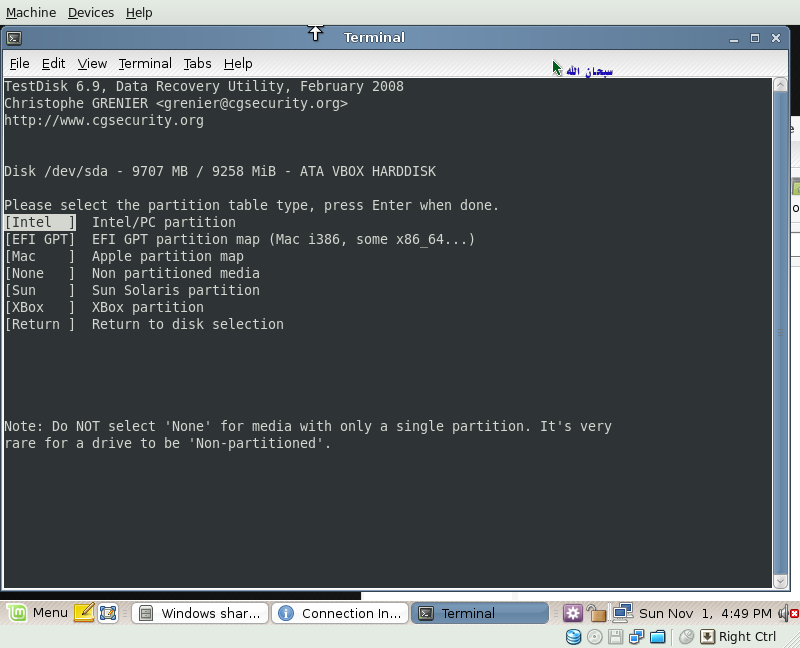 Machine Devices Help
Terminal
File Edit View Terminal Tabs Help
سبحان الله
TestDisk 6.9, Data Recovery Utility, February 2008
Christophe GRENIER <grenier@cgsecurity.org>
http://www.cgsecurity.org
Disk /dev/sda - 9707 MB / 9258 MiB - ATA VBOX HARDDISK
Please select the partition table type, press Enter when done.
[Intel  ]  Intel/PC partition
[EFI GPT]  EFI GPT partition map (Mac i386, some x86_64...)
[Mac    ]  Apple partition map
[None   ]  Non partitioned media
[Sun    ]  Sun Solaris partition
[XBox   ]  XBox partition
[Return ]  Return to disk selection
Note: Do NOT select 'None' for media with only a single partition. It's very
rare for a drive to be 'Non-partitioned'.
Menu Windows shar... Connection In... Terminal Sun Nov 1, 4:49 PM
Right Ctrl